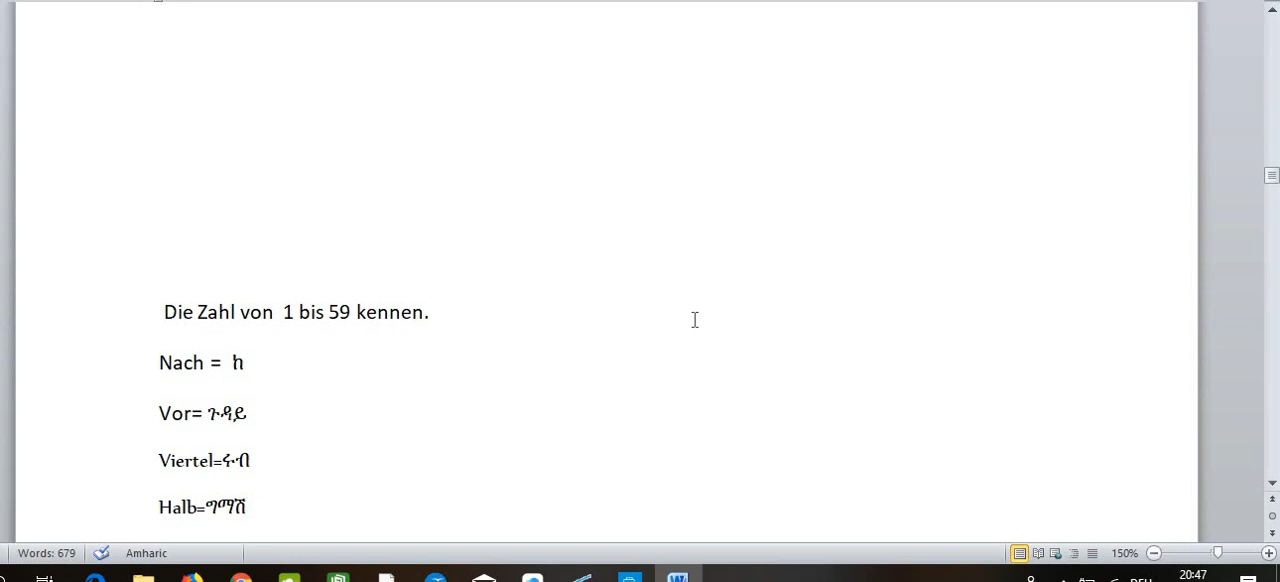 Die Zahl von  1 bis 59 kennen.
Nach =  ከ
Vor= ጉዳይ
Viertel=ሩብ
Halb=ግማሽ
Words: 679 Amharic 150%
20:47